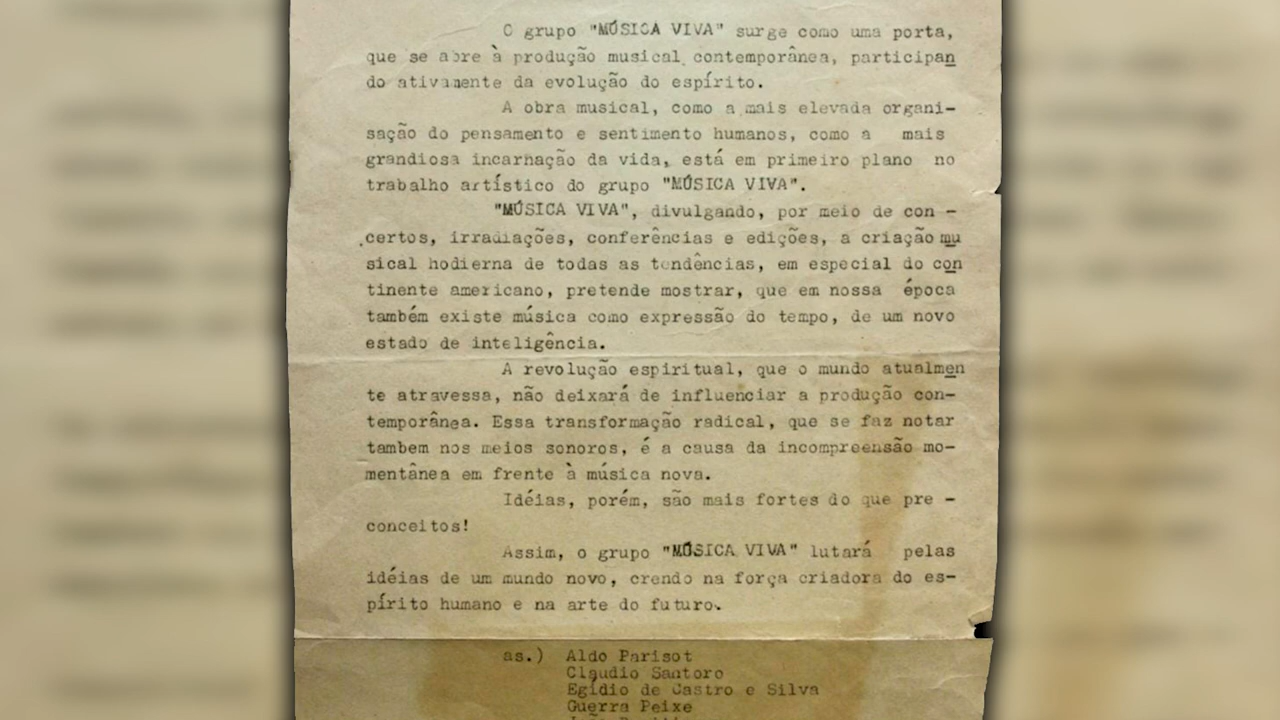 O grupo "MÚSICA VIVA" surge como uma porta,
que se abre à produção musical contemporânea, participan
do ativamente da evolução do espírito.
A obra musical, como a mais elevada organi-
sação do pensamento e sentimento humanos, como a mais
grandiosa incarnação da vida, está em primeiro plano no
trabalho artístico do grupo "MÚSICA VIVA".
"MÚSICA VIVA", divulgando, por meio de con -
certos, irradiações, conferências e edições, a criação mu
sical hodierna de todas as tendências, em especial do con
tinente americano, pretende mostrar, que em nossa época
também existe música como expressão do tempo, de um novo
estado de inteligência.
A revolução espiritual, que o mundo atualmen
te atravessa, não deixará de influenciar a produção con-
temporânea. Essa transformação radical, que se faz notar
tambem nos meios sonoros, é a causa da incompreensão mo-
mentânea em frente à música nova.
Idéias, porém, são mais fortes do que pre -
conceitos!
Assim, o grupo "MÚSICA VIVA" lutará pelas
idéias de um mundo novo, crendo na força criadora do es-
pírito humano e na arte do futuro.
as.) Aldo Parisot
Claudio Santoro
Egídio de Castro e Silva
Guerra Peixe